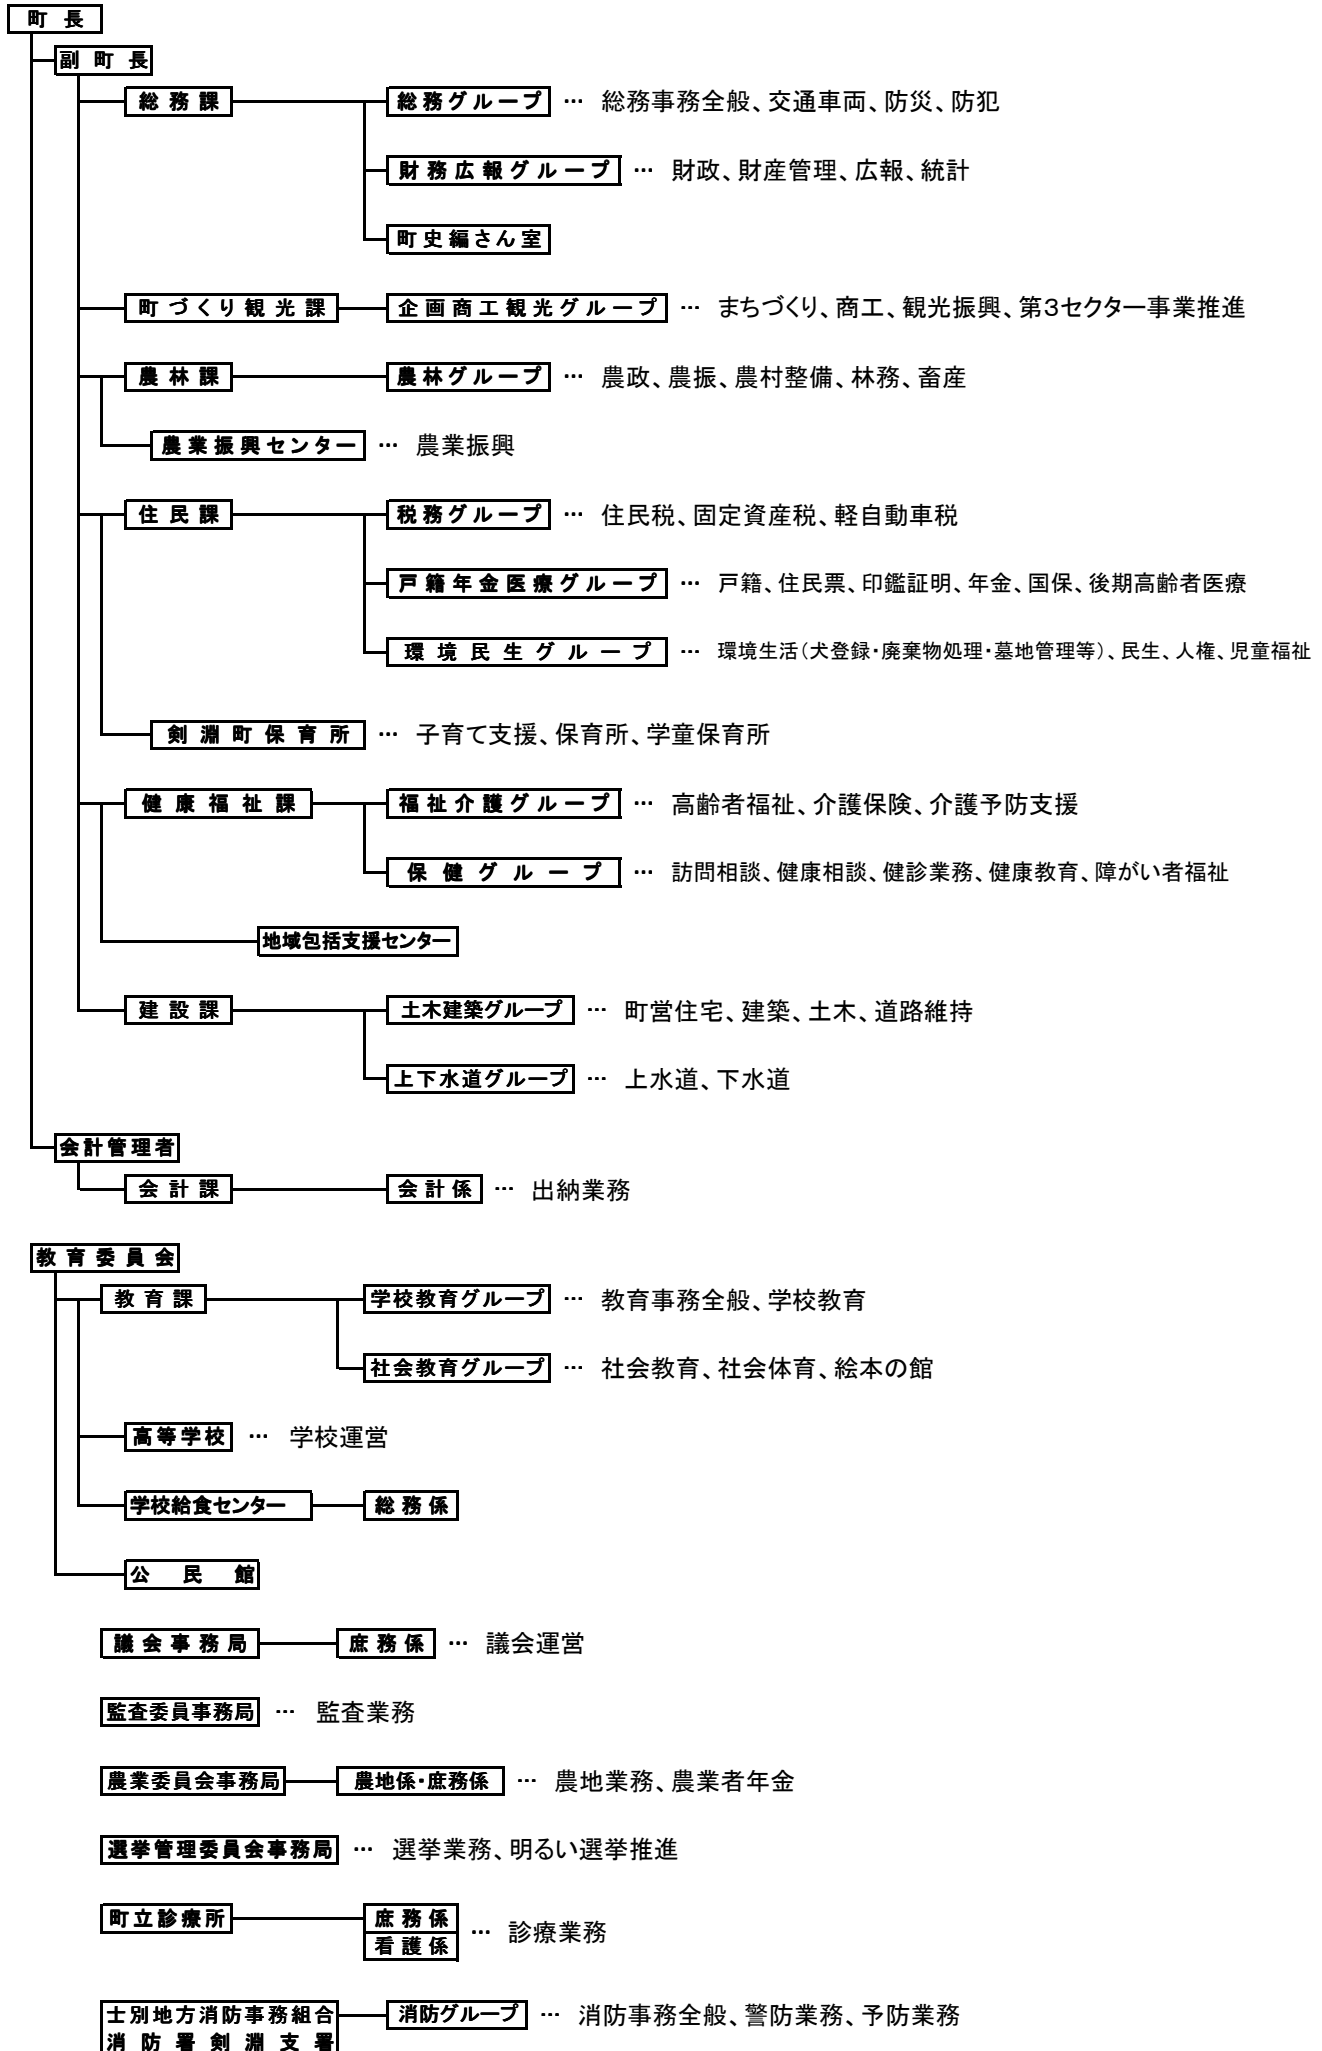 町長
副町長
総務課 総務グループ … 総務事務全般、交通車両、防災、防犯
財務広報グループ … 財政、財産管理、広報、統計
町史編さん室
町づくり観光課 企画商工観光グループ … まちづくり、商工、観光振興、第3セクター事業推進
農林課 農林グループ … 農政、農振、農村整備、林務、畜産
農業振興センター … 農業振興
住民課 税務グループ … 住民税、固定資産税、軽自動車税
戸籍年金医療グループ … 戸籍、住民票、印鑑証明、年金、国保、後期高齢者医療
環境民生グループ … 環境生活(犬登録・廃棄物処理・墓地管理等)、民生、人権、児童福祉
剣淵町保育所 … 子育て支援、保育所、学童保育所
健康福祉課 福祉介護グループ … 高齢者福祉、介護保険、介護予防支援
保健グループ … 訪問相談、健康相談、健診業務、健康教育、障がい者福祉
地域包括支援センター
建設課 土木建築グループ … 町営住宅、建築、土木、道路維持
上下水道グループ … 上水道、下水道
会計管理者
会計課 会計係 … 出納業務
教育委員会
教育課 学校教育グループ … 教育事務全般、学校教育
社会教育グループ … 社会教育、社会体育、絵本の館
高等学校 … 学校運営
学校給食センター 総務係
公民館
議会事務局 庶務係 … 議会運営
監査委員事務局 … 監査業務
農業委員会事務局 農地係・庶務係 … 農地業務、農業者年金
選挙管理委員会事務局 … 選挙業務、明るい選挙推進
町立診療所 庶務係
看護係 … 診療業務
士別地方消防事務組合 消防グループ … 消防事務全般、警防業務、予防業務
消防署剣淵支署